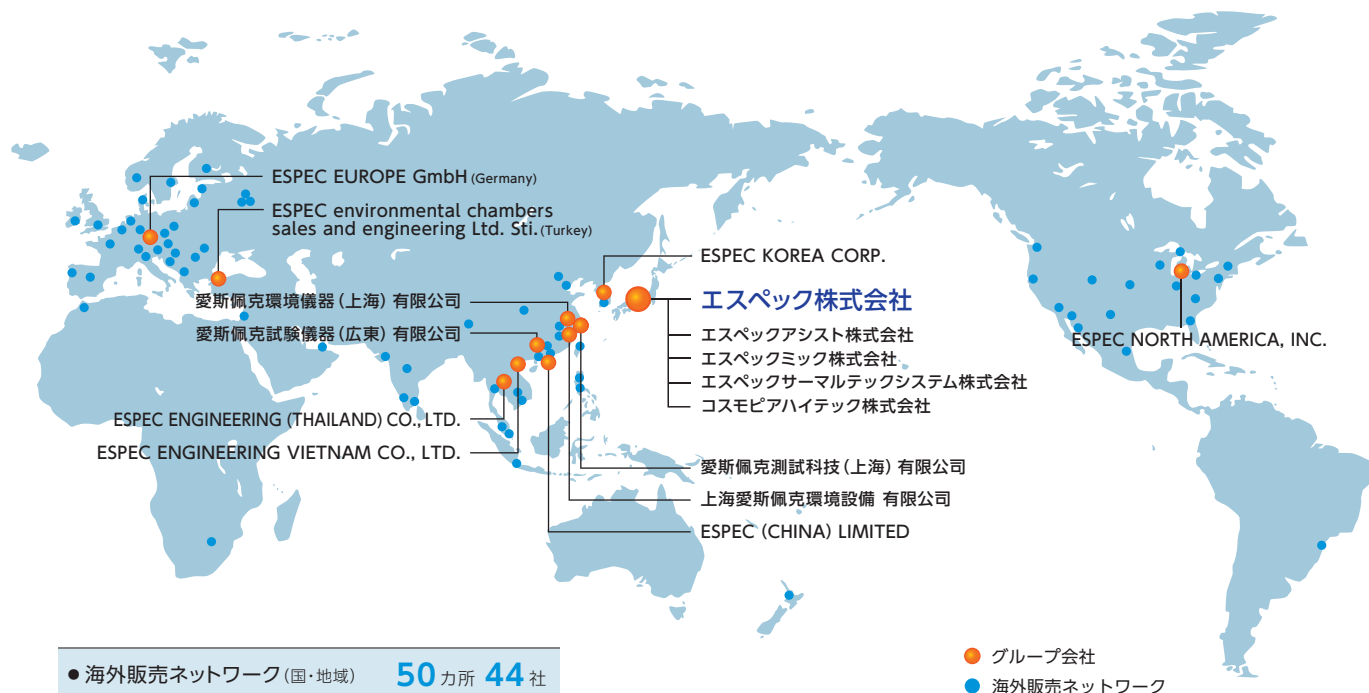 ESPEC EUROPE GmbH (Germany)
ESPEC environmental chambers
sales and engineering Ltd. Sti. (Turkey)
愛斯佩克環境儀器(上海)有限公司
愛斯佩克試験儀器(広東)有限公司
ESPEC ENGINEERING (THAILAND) CO., LTD.
ESPEC ENGINEERING VIETNAM CO., LTD.
ESPEC KOREA CORP.
エスペック株式会社
エスペックアシスト株式会社
エスペックミック株式会社
エスペックサーマルテックシステム株式会社
コスモピアハイテック株式会社
愛斯佩克測試科技(上海)有限公司
上海愛斯佩克環境設備 有限公司
ESPEC (CHINA) LIMITED
ESPEC NORTH AMERICA, INC.
● 海外販売ネットワーク(国・地域) 50カ所 44社
グループ会社
海外販売ネットワーク